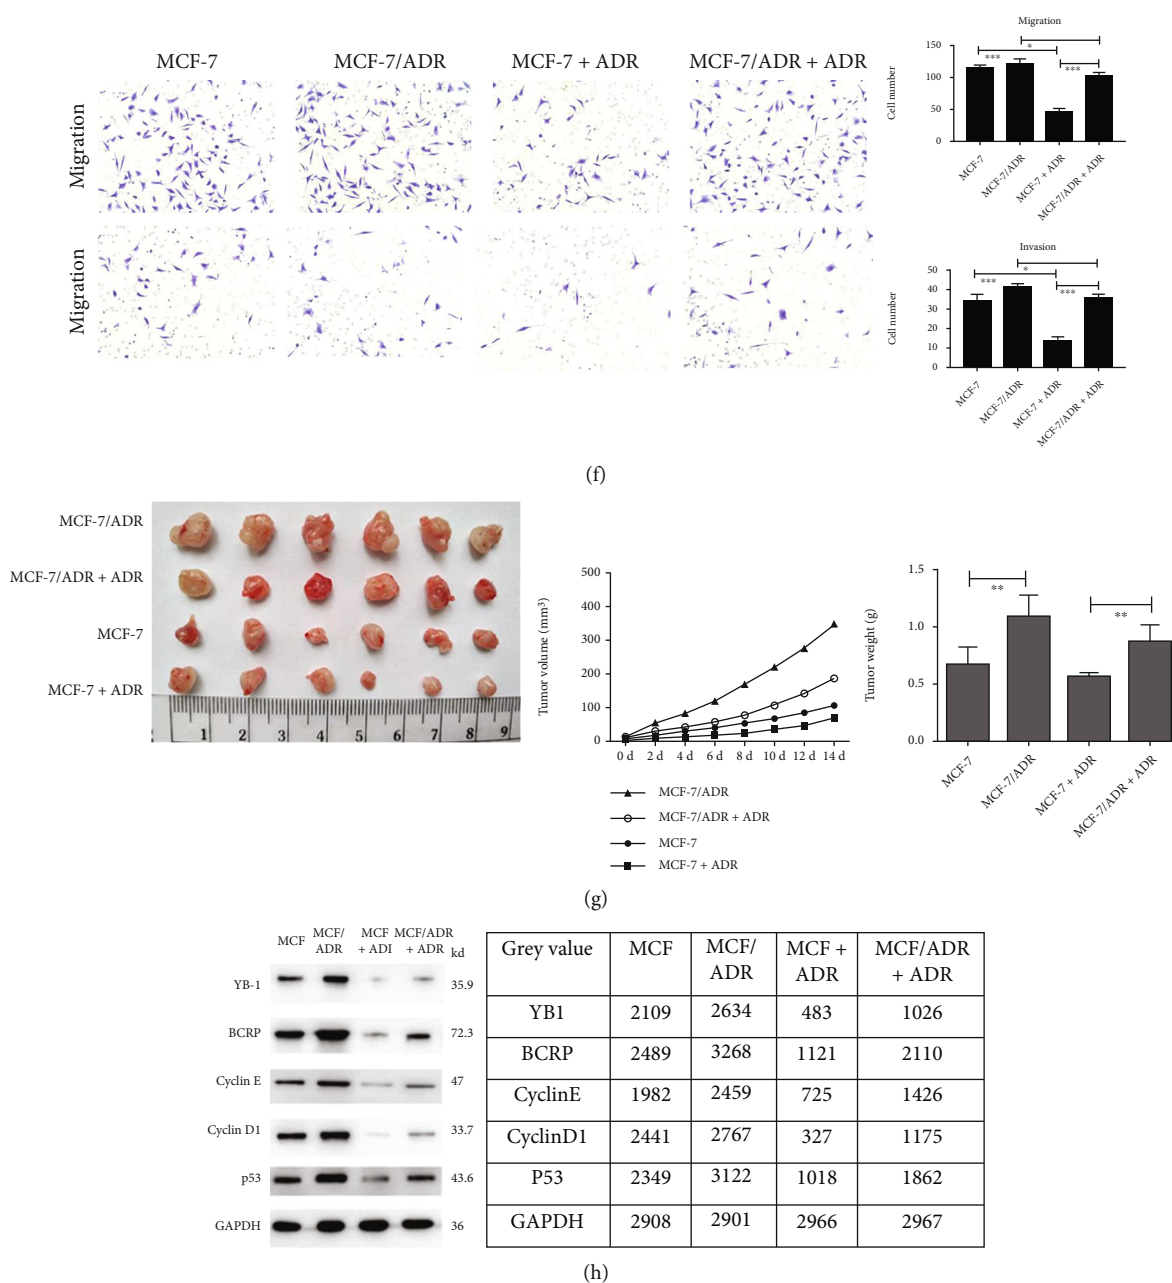 MCF-7 MCF-7/ADR MCF-7 + ADR MCF-7/ADR + ADR
Migration
Migration
Migration
Cell number
150
100
50
0
*
*** ***
MCF-7 MCF-7/ADR MCF-7 + ADR MCF-7/ADR + ADR
Invasion
Cell number
50
40
30
20
10
0
*
*** ***
MCF-7 MCF-7/ADR MCF-7 + ADR MCF-7/ADR + ADR
(f)
MCF-7/ADR
MCF-7/ADR + ADR
MCF-7
MCF-7 + ADR
1 2 3 4 5 6 7 8 9
Tumor volume (mm³)
500
400
300
200
100
0
0 d 2 d 4 d 6 d 8 d 10 d 12 d 14 d
MCF-7/ADR
MCF-7/ADR + ADR
MCF-7
MCF-7 + ADR
Tumor weight (g)
1.5
1.0
0.5
0.0
** **
MCF-7 MCF-7/ADR MCF-7 + ADR MCF-7/ADR + ADR
(g)
MCF MCF/ MCF MCF/ADR
ADR + ADI + ADR kd
YB-1 35.9
BCRP 72.3
Cyclin E 47
Cyclin D1 33.7
p53 43.6
GAPDH 36
Grey value MCF MCF/ MCF + MCF/ADR
ADR ADR + ADR
YB1 2109 2634 483 1026
BCRP 2489 3268 1121 2110
CyclinE 1982 2459 725 1426
CyclinD1 2441 2767 327 1175
P53 2349 3122 1018 1862
GAPDH 2908 2901 2966 2967
(h)